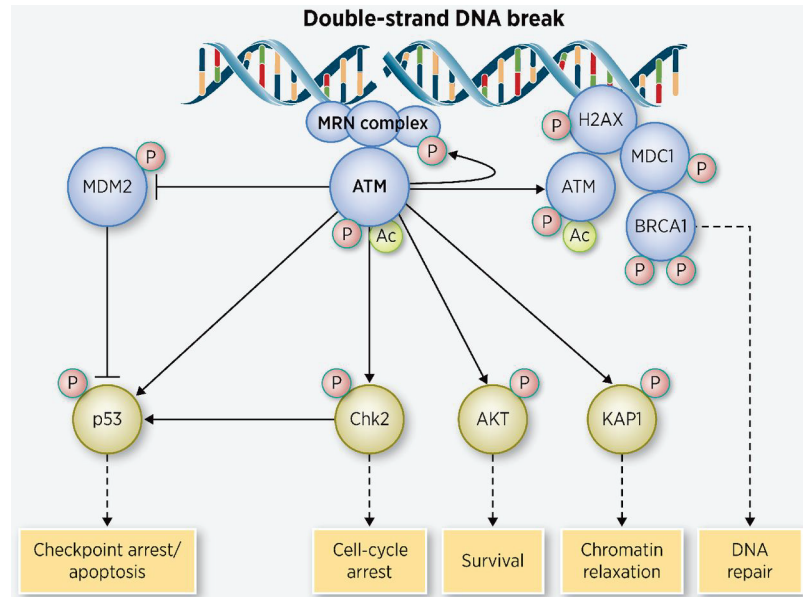 Double-strand DNA break
MRN complex
P
H2AX
P
MDC1
P
P
MDM2
ATM
ATM
P
Ac
P
Ac
BRCA1
P
P
P
p53
P
Chk2
P
AKT
P
KAP1
Checkpoint arrest/
apoptosis
Cell-cycle
arrest
Survival
Chromatin
relaxation
DNA
repair